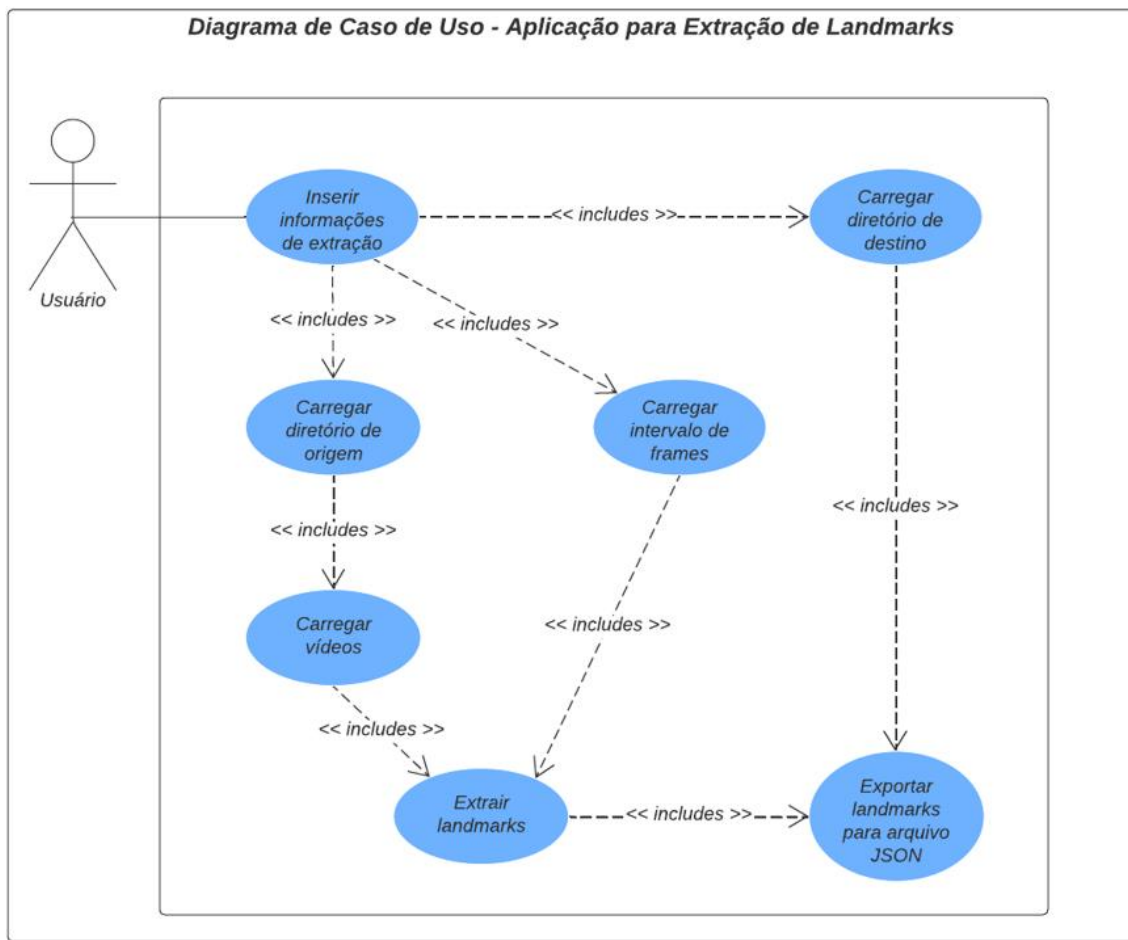 Diagrama de Caso de Uso - Aplicação para Extração de Landmarks
Usuário
Inserir
informações
de extração
<< includes >>
Carregar
diretório de
destino
<< includes >>
<< includes >>
Carregar
diretório de
origem
Carregar
intervalo de
frames
<< includes >>
<< includes >>
Carregar
vídeos
<< includes >>
<< includes >>
Extrair
landmarks
<< includes >>
Exportar
landmarks
para arquivo
JSON